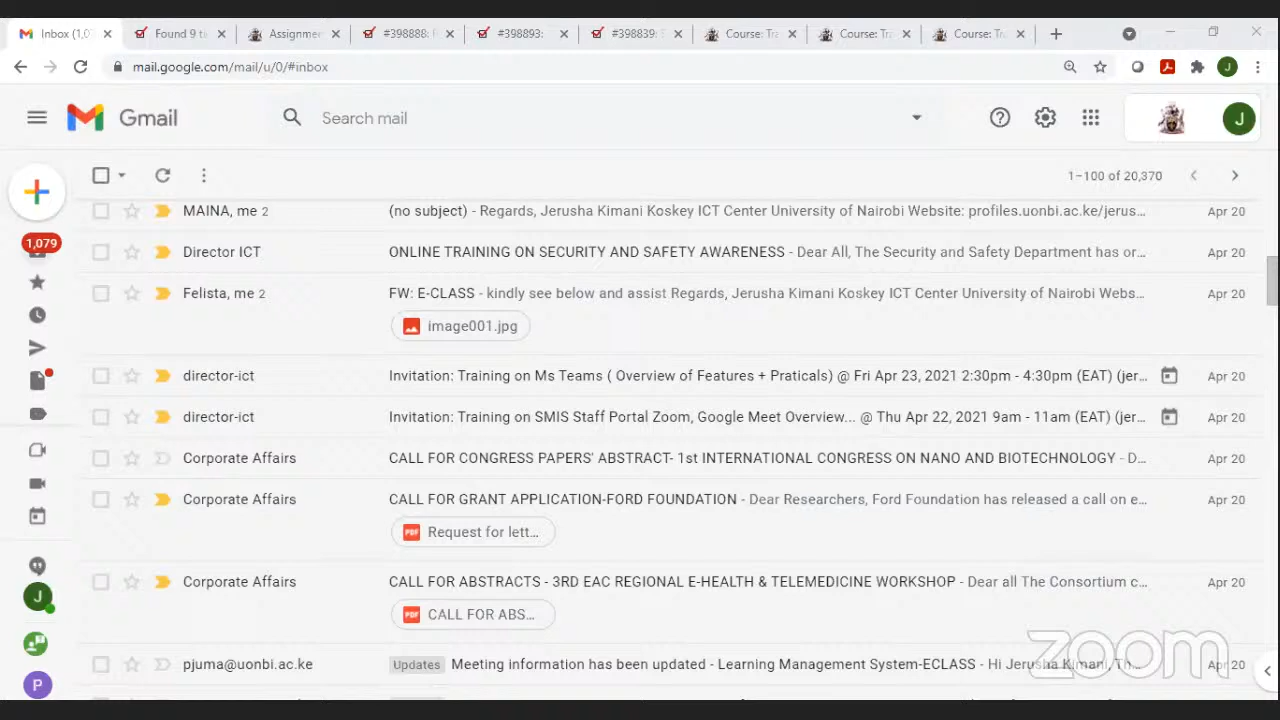 Inbox (1,0
Found 9 ti
Assignmen
#398888: R
#398893:
#398839: S
Course: Tra
Course: Tra
Course: Tra
mail.google.com/mail/u/0/#inbox
J
Gmail
Search mail
J
1–100 of 20,370
1,079
MAINA, me 2 (no subject) - Regards, Jerusha Kimani Koskey ICT Center University of Nairobi Website: profiles.uonbi.ac.ke/jerus... Apr 20
Director ICT ONLINE TRAINING ON SECURITY AND SAFETY AWARENESS - Dear All, The Security and Safety Department has or... Apr 20
Felista, me 2 FW: E-CLASS - kindly see below and assist Regards, Jerusha Kimani Koskey ICT Center University of Nairobi Webs... Apr 20
image001.jpg
director-ict Invitation: Training on Ms Teams ( Overview of Features + Praticals) @ Fri Apr 23, 2021 2:30pm - 4:30pm (EAT) (jer... Apr 20
director-ict Invitation: Training on SMIS Staff Portal Zoom, Google Meet Overview... @ Thu Apr 22, 2021 9am - 11am (EAT) (jer... Apr 20
Corporate Affairs CALL FOR CONGRESS PAPERS' ABSTRACT- 1st INTERNATIONAL CONGRESS ON NANO AND BIOTECHNOLOGY - D... Apr 20
Corporate Affairs CALL FOR GRANT APPLICATION-FORD FOUNDATION - Dear Researchers, Ford Foundation has released a call on e... Apr 20
PDF Request for lett...
Corporate Affairs CALL FOR ABSTRACTS - 3RD EAC REGIONAL E-HEALTH & TELEMEDICINE WORKSHOP - Dear all The Consortium c... Apr 20
J
PDF CALL FOR ABS...
pjuma@uonbi.ac.ke Updates Meeting information has been updated - Learning Management System-ECLASS - Hi Jerusha Kimani, Th... Apr 20
zoom
P